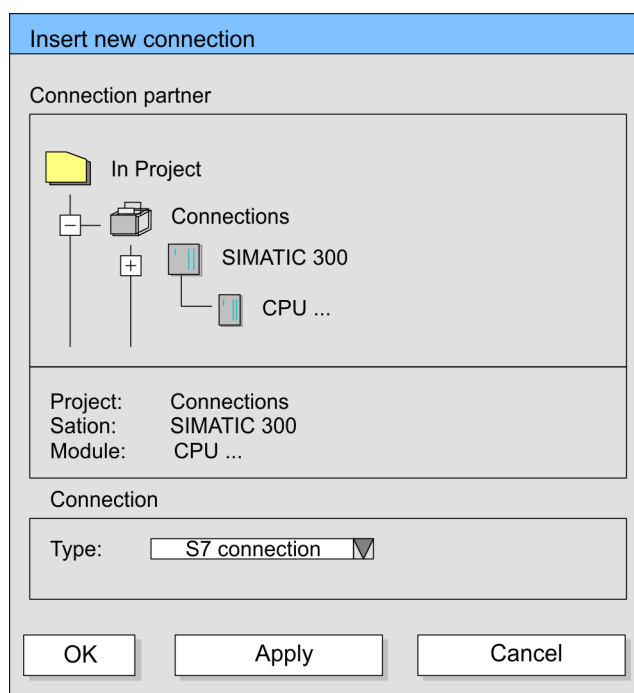 Insert new connection
Connection partner
In Project
Connections
SIMATIC 300
CPU ...
Project: Connections
Sation: SIMATIC 300
Module: CPU ...
Connection
Type: S7 connection
OK Apply Cancel